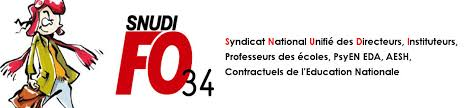 SNUDI
FO 34
Syndicat National Unifié des Directeurs, Instituteurs,
Professeurs des écoles, PsyEN EDA, AESH,
Contractuels de l'Education Nationale